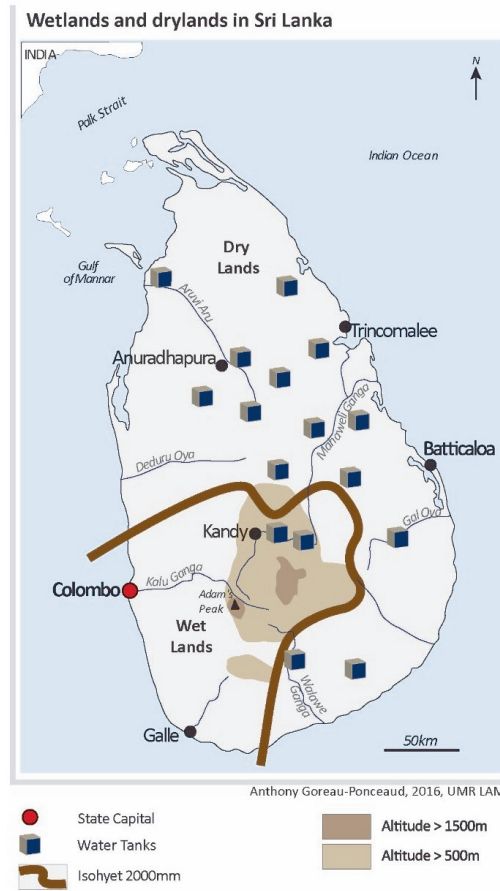 Wetlands and drylands in Sri Lanka
INDIA
N
Palk Strait
Indian Ocean
Dry
Lands
Gulf
of Mannar
Aruvi Aru
Trincomalee
Anuradhapura
Manaweli Ganga
Batticaloa
Deduru Oya
Gal Oya
Kandy
Colombo
Kalu Ganga
Adam's
Peak
Wet
Lands
Walawe
Ganga
Galle
50km
Anthony Goreau-Ponceaud, 2016, UMR LAM
State Capital
Water Tanks
Isohyet 2000mm
Altitude > 1500m
Altitude > 500m